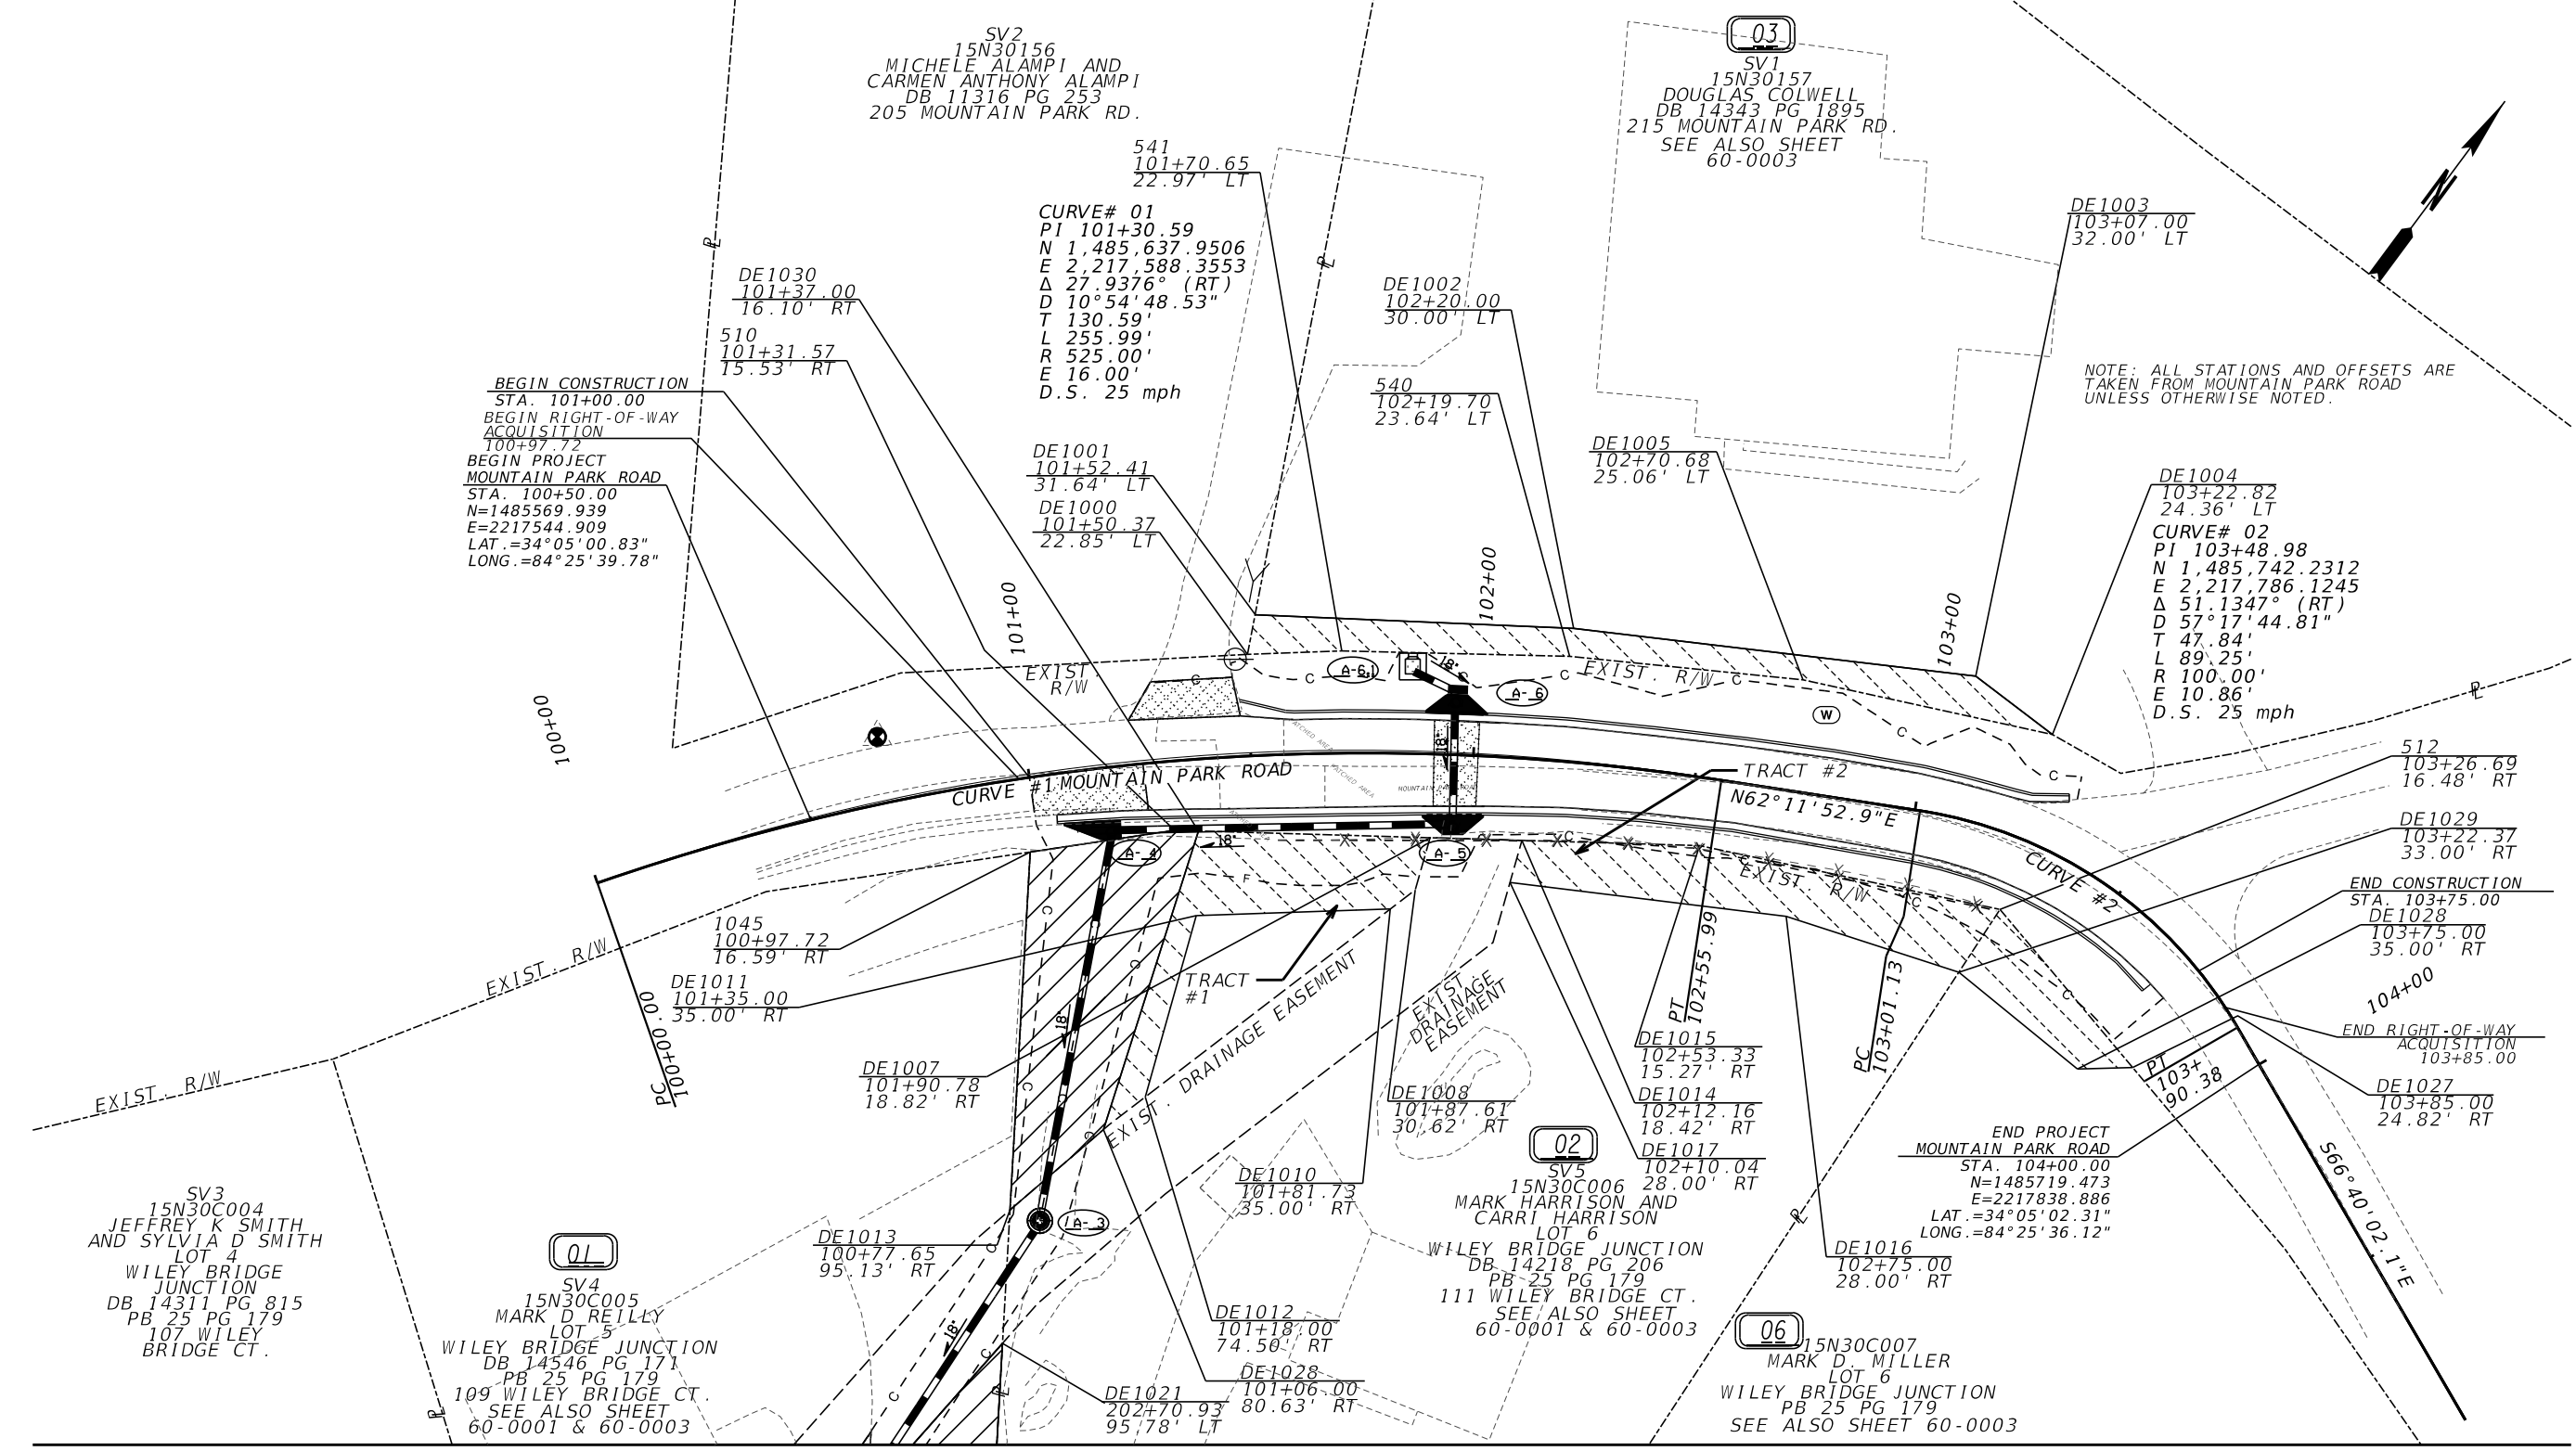 SV2
15N30156
MICHELE ALAMPI AND
CARMEN ANTHONY ALAMPI
DB 11316 PG 253
205 MOUNTAIN PARK RD.
03
SV1
15N30157
DOUGLAS COLWELL
DB 14343 PG 1895
215 MOUNTAIN PARK RD.
SEE ALSO SHEET
60-0003
N
541
101+70.65
22.97' LT
CURVE# 01
PI 101+30.59
N 1,485,637.9506
E 2,217,588.3553
Δ 27.9376° (RT)
D 10°54'48.53"
T 130.59'
L 255.99'
R 525.00'
E 16.00'
D.S. 25 mph
DE1003
103+07.00
32.00' LT
DE1030
101+37.00
16.10' RT
510
101+31.57
15.53' RT
DE1002
102+20.00
30.00' LT
540
102+19.70
23.64' LT
BEGIN CONSTRUCTION
STA. 101+00.00
BEGIN RIGHT-OF-WAY
ACQUISITION
100+97.72
BEGIN PROJECT
MOUNTAIN PARK ROAD
STA. 100+50.00
N=1485569.939
E=2217544.909
LAT.=34°05'00.83"
LONG.=84°25'39.78"
NOTE: ALL STATIONS AND OFFSETS ARE
TAKEN FROM MOUNTAIN PARK ROAD
UNLESS OTHERWISE NOTED.
DE1001
101+52.41
31.64' LT
DE1000
101+50.37
22.85' LT
DE1005
102+70.68
25.06' LT
DE1004
103+22.82
24.36' LT
CURVE# 02
PI 103+48.98
N 1,485,742.2312
E 2,217,786.1245
Δ 51.1347° (RT)
D 57°17'44.81"
T 47.84'
L 89.25'
R 100.00'
E 10.86'
D.S. 25 mph
100+00
101+00
102+00
103+00
EXIST.
R/W
A-6.1
18"
A-6
EXIST. R/W
W
CURVE #1
MOUNTAIN PARK ROAD
18"
TRACT #2
N62°11'52.9"E
CURVE #2
512
103+26.69
16.48' RT
DE1029
103+22.37
33.00' RT
END CONSTRUCTION
STA. 103+75.00
DE1028
103+75.00
35.00' RT
104+00
END RIGHT-OF-WAY
ACQUISITION
103+85.00
DE1027
103+85.00
24.82' RT
A-4
18"
A-5
EXIST. R/W
EXIST. R/W
1045
100+97.72
16.59' RT
DE1011
101+35.00
35.00' RT
PC
100+00.00
TRACT
#1
18"
EXIST. DRAINAGE EASEMENT
EXIST.
DRAINAGE
EASEMENT
PT
102+55.99
PC
103+01.13
DE1007
101+90.78
18.82' RT
DE1008
101+87.61
30.62' RT
DE1015
102+53.33
15.27' RT
DE1014
102+12.16
18.42' RT
DE1017
102+10.04
28.00' RT
PT
103+
90.38
EXIST. R/W
END PROJECT
MOUNTAIN PARK ROAD
STA. 104+00.00
N=1485719.473
E=2217838.886
LAT.=34°05'02.31"
LONG.=84°25'36.12"
S66°40'02.1"E
DE1010
101+81.73
35.00' RT
02
SV5
15N30C006
MARK HARRISON AND
CARRI HARRISON
LOT 6
WILEY BRIDGE JUNCTION
DB 14218 PG 206
PB 25 PG 179
111 WILEY BRIDGE CT.
SEE ALSO SHEET
60-0001 & 60-0003
DE1016
102+75.00
28.00' RT
SV3
15N30C004
JEFFREY K SMITH
AND SYLVIA D SMITH
LOT 4
WILEY BRIDGE
JUNCTION
DB 14311 PG 815
PB 25 PG 179
107 WILEY
BRIDGE CT.
01
SV4
15N30C005
MARK D REILLY
LOT 5
WILEY BRIDGE JUNCTION
DB 14546 PG 171
PB 25 PG 179
109 WILEY BRIDGE CT.
SEE ALSO SHEET
60-0001 & 60-0003
DE1013
100+77.65
95.13' RT
A-3
18"
DE1012
101+18.00
74.50' RT
DE1028
101+06.00
80.63' RT
DE1021
202+70.93
95.78' LT
06
15N30C007
MARK D. MILLER
LOT 6
WILEY BRIDGE JUNCTION
PB 25 PG 179
SEE ALSO SHEET 60-0003